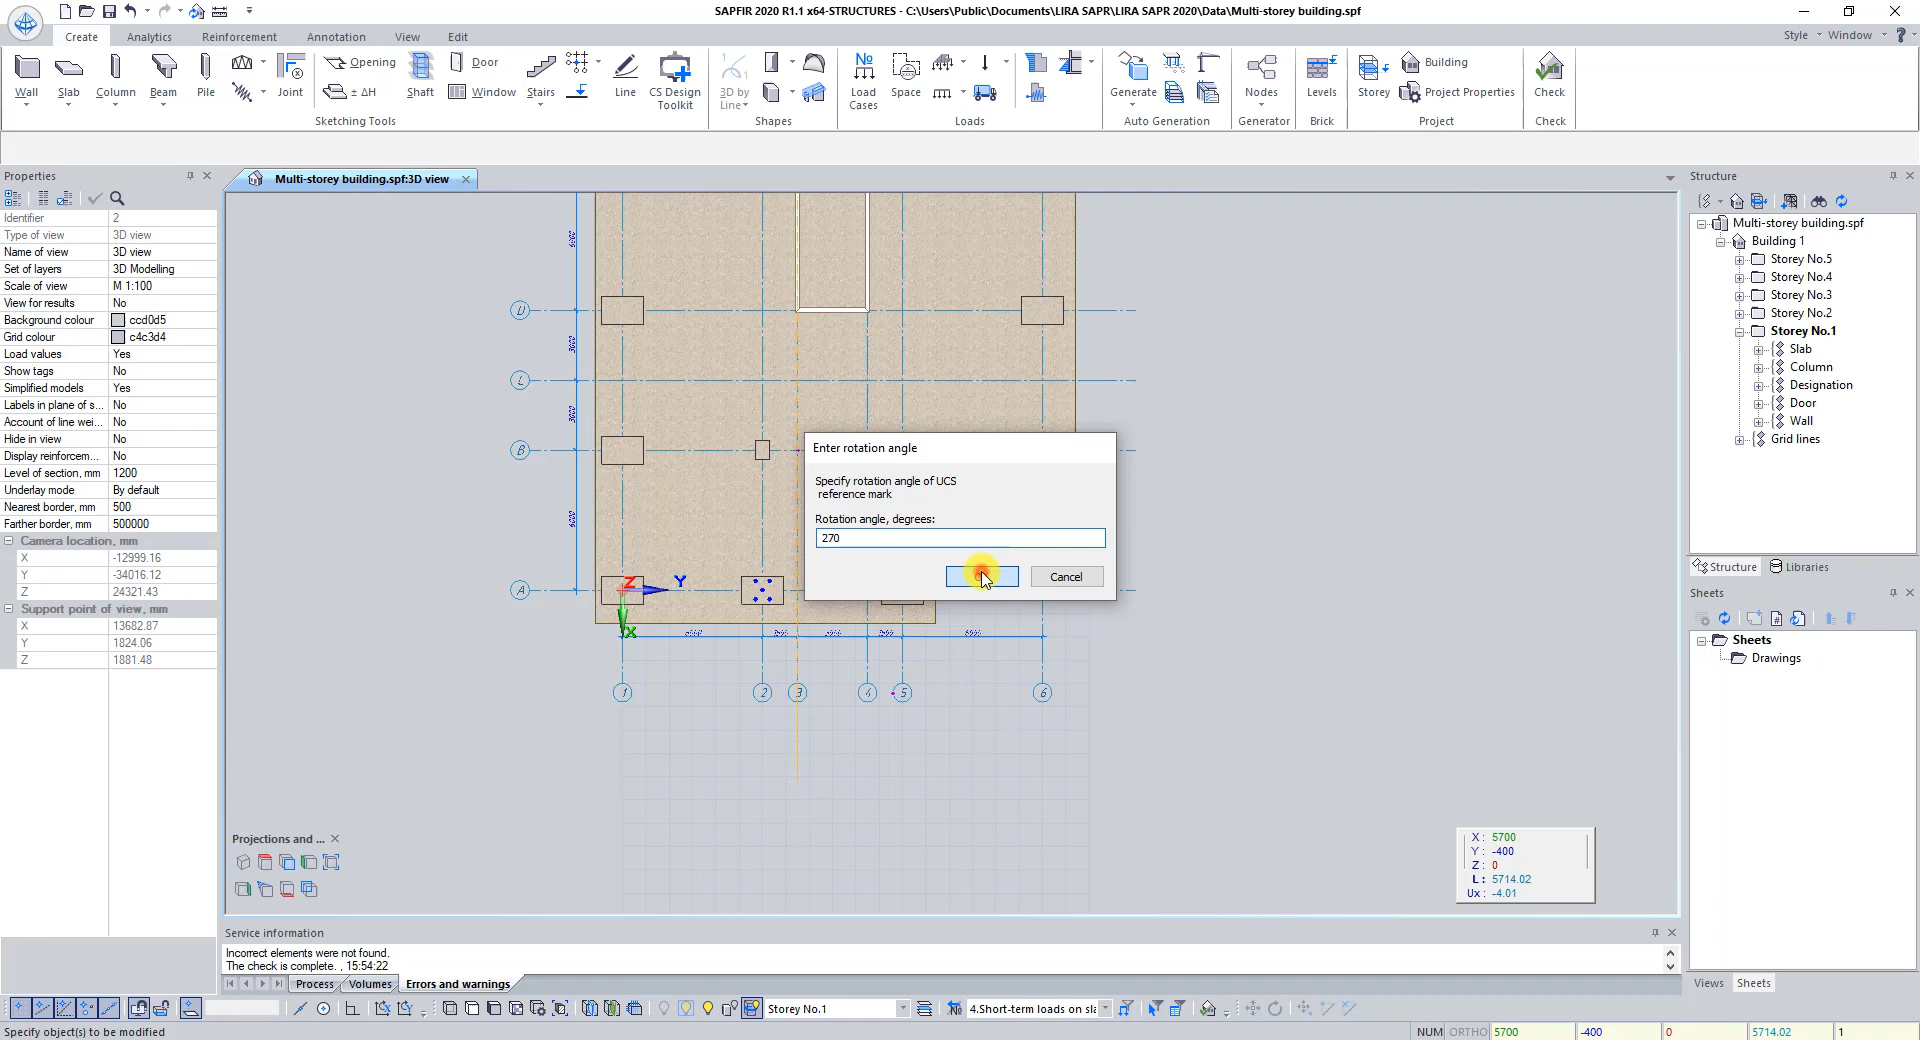 SAPFIR 2020 R1.1 x64-STRUCTURES - C:\Users\Public\Documents\LIRA SAPR\LIRA SAPR 2020\Data\Multi-storey building.spf
Create Analytics Reinforcement Annotation View Edit Style Window ?
Wall Slab Column Beam Pile Joint
Opening
± ΔH
Shaft
Door
Window
Stairs
Line
CS Design Toolkit
3D by Line
№ Load Cases
Space
Generate
Nodes
Levels
Storey
Building
Project Properties
Check
Sketching Tools Shapes Loads Auto Generation Generator Brick Project Check
Properties
Identifier 2
Type of view 3D view
Name of view 3D view
Set of layers 3D Modelling
Scale of view M 1:100
View for results No
Background colour ccd0d5
Grid colour c4c3d4
Load values Yes
Show tags No
Simplified models Yes
Labels in plane of s... No
Account of line wei... No
Hide in view No
Display reinforcem... No
Level of section, mm 1200
Underlay mode By default
Nearest border, mm 500
Farther border, mm 500000
Camera location, mm
X -12999.16
Y -34016.12
Z 24321.43
Support point of view, mm
X 13682.87
Y 1824.06
Z 1881.48
Multi-storey building.spf:3D view
L
B
A
Z
Y
X
1 2 3 4 5 6
Enter rotation angle
Specify rotation angle of UCS
reference mark
Rotation angle, degrees:
270
Cancel
Projections and ...
X: 5700
Y: -400
Z: 0
L: 5714.02
Ux: -4.01
Structure
Multi-storey building.spf
Building 1
Storey No.5
Storey No.4
Storey No.3
Storey No.2
Storey No.1
Slab
Column
Designation
Door
Wall
Grid lines
Structure Libraries
Sheets
Sheets
Drawings
Views Sheets
Service information
Incorrect elements were not found.
The check is complete. , 15:54:22
Process Volumes Errors and warnings
Storey No.1
4.Short-term loads on sla
Specify object(s) to be modified
NUM ORTHO 5700 -400 0 5714.02 1